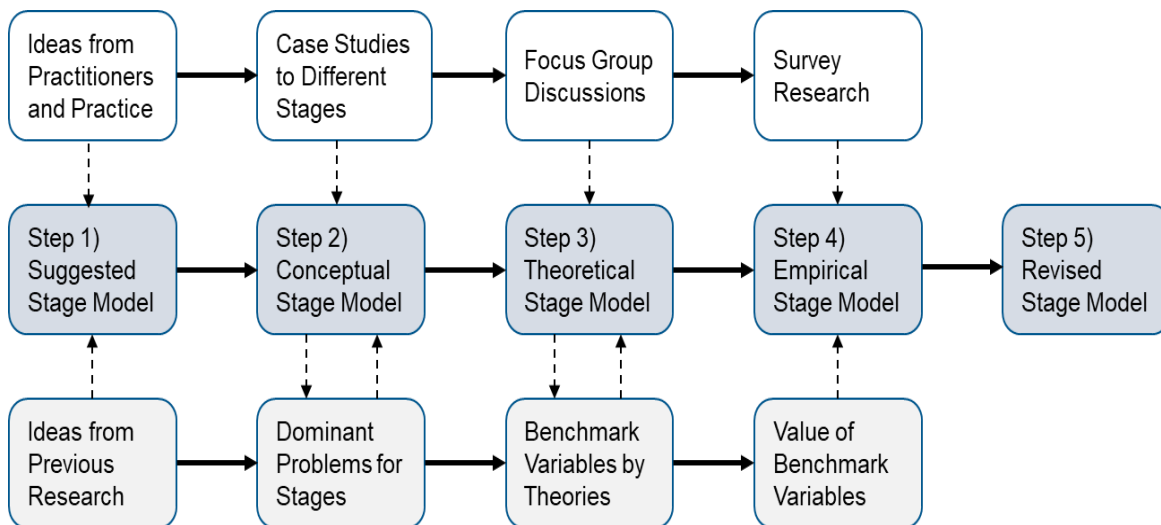 Ideas from
Practitioners
and Practice
Case Studies
to Different
Stages
Focus Group
Discussions
Survey
Research
Step 1)
Suggested
Stage Model
Step 2)
Conceptual
Stage Model
Step 3)
Theoretical
Stage Model
Step 4)
Empirical
Stage Model
Step 5)
Revised
Stage Model
Ideas from
Previous
Research
Dominant
Problems for
Stages
Benchmark
Variables by
Theories
Value of
Benchmark
Variables